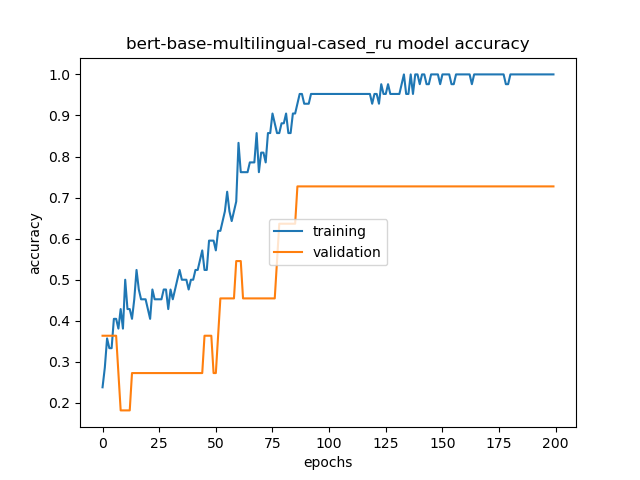 bert-base-multilingual-cased_ru model accuracy
1.0
0.9
0.8
0.7
0.6
0.5
0.4
0.3
0.2
accuracy
training
validation
0 25 50 75 100 125 150 175 200
epochs